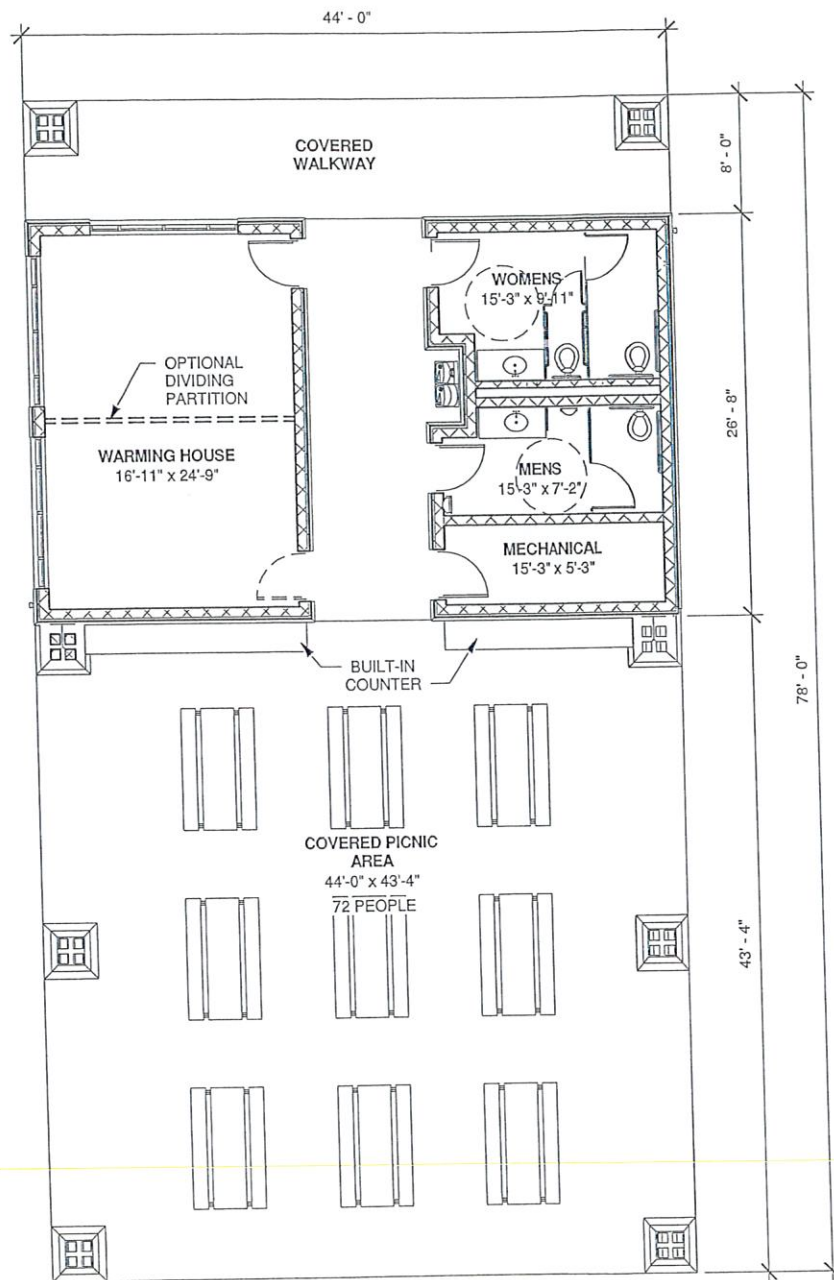 44' - 0"
COVERED
WALKWAY
8' - 0"
WOMENS
15'-3" x 9'-11"
OPTIONAL
DIVIDING
PARTITION
WARMING HOUSE
16'-11" x 24'-9"
MENS
15'-3" x 7'-2"
MECHANICAL
15'-3" x 5'-3"
26' - 8"
BUILT-IN
COUNTER
78' - 0"
COVERED PICNIC
AREA
44'-0" x 43'-4"
72 PEOPLE
43' - 4"